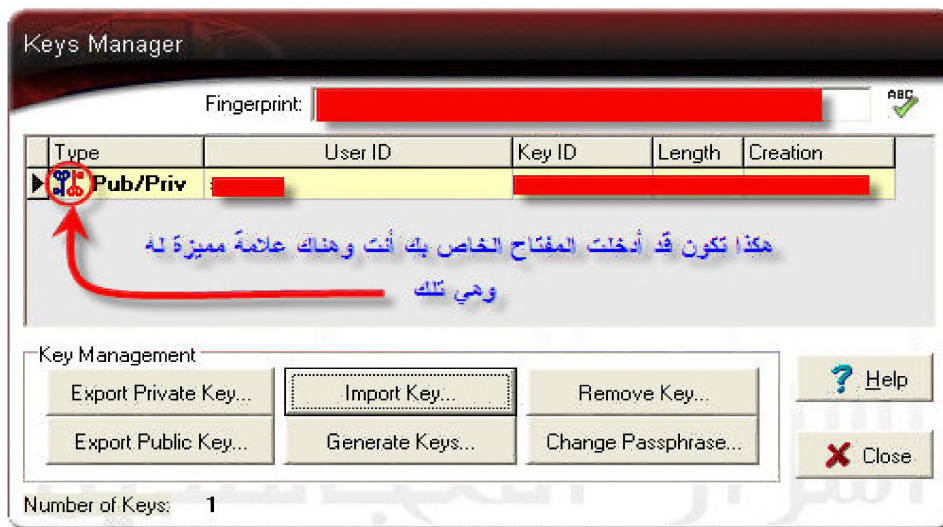 Keys Manager
Fingerprint:
ABC
Type User ID Key ID Length Creation
Pub/Priv
هكذا تكون قد أدخلت المفتاح الخاص بك أنت وهناك علامة مميزة له
وهي تلك
Key Management
Export Private Key... Import Key... Remove Key...
Export Public Key... Generate Keys... Change Passphrase...
? Help
Close
Number of Keys: 1